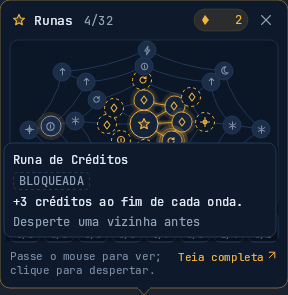 Runas 4/32
2
Runa de Créditos
BLOQUEADA
+3 créditos ao fim de cada onda.
Desperte uma vizinha antes
Passe o mouse para ver;
clique para despertar.
Teia completa